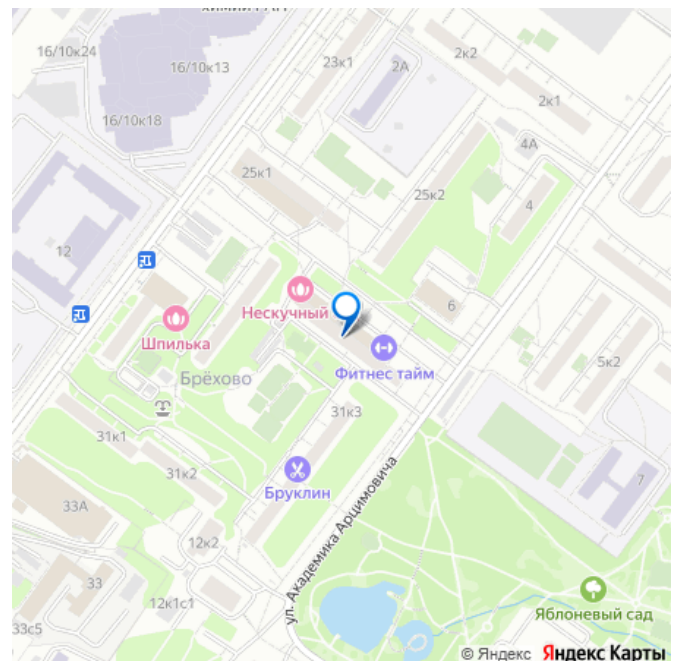 ХИМИИ РАН
16/10к24
16/10к13
23к1
2А
2к2
2к1
16/10к18
4А
25к1
25к2
4
12
Нескучный
6
Шпилька
Фитнес тайм
5к2
Брёхово
31к3
31к1
31к2
Бруклин
7
33А
12к2
ул. Академика Арцимовича
33
12к1с1
Яблоневый сад
33с5
© Яндекс Яндекс Карты